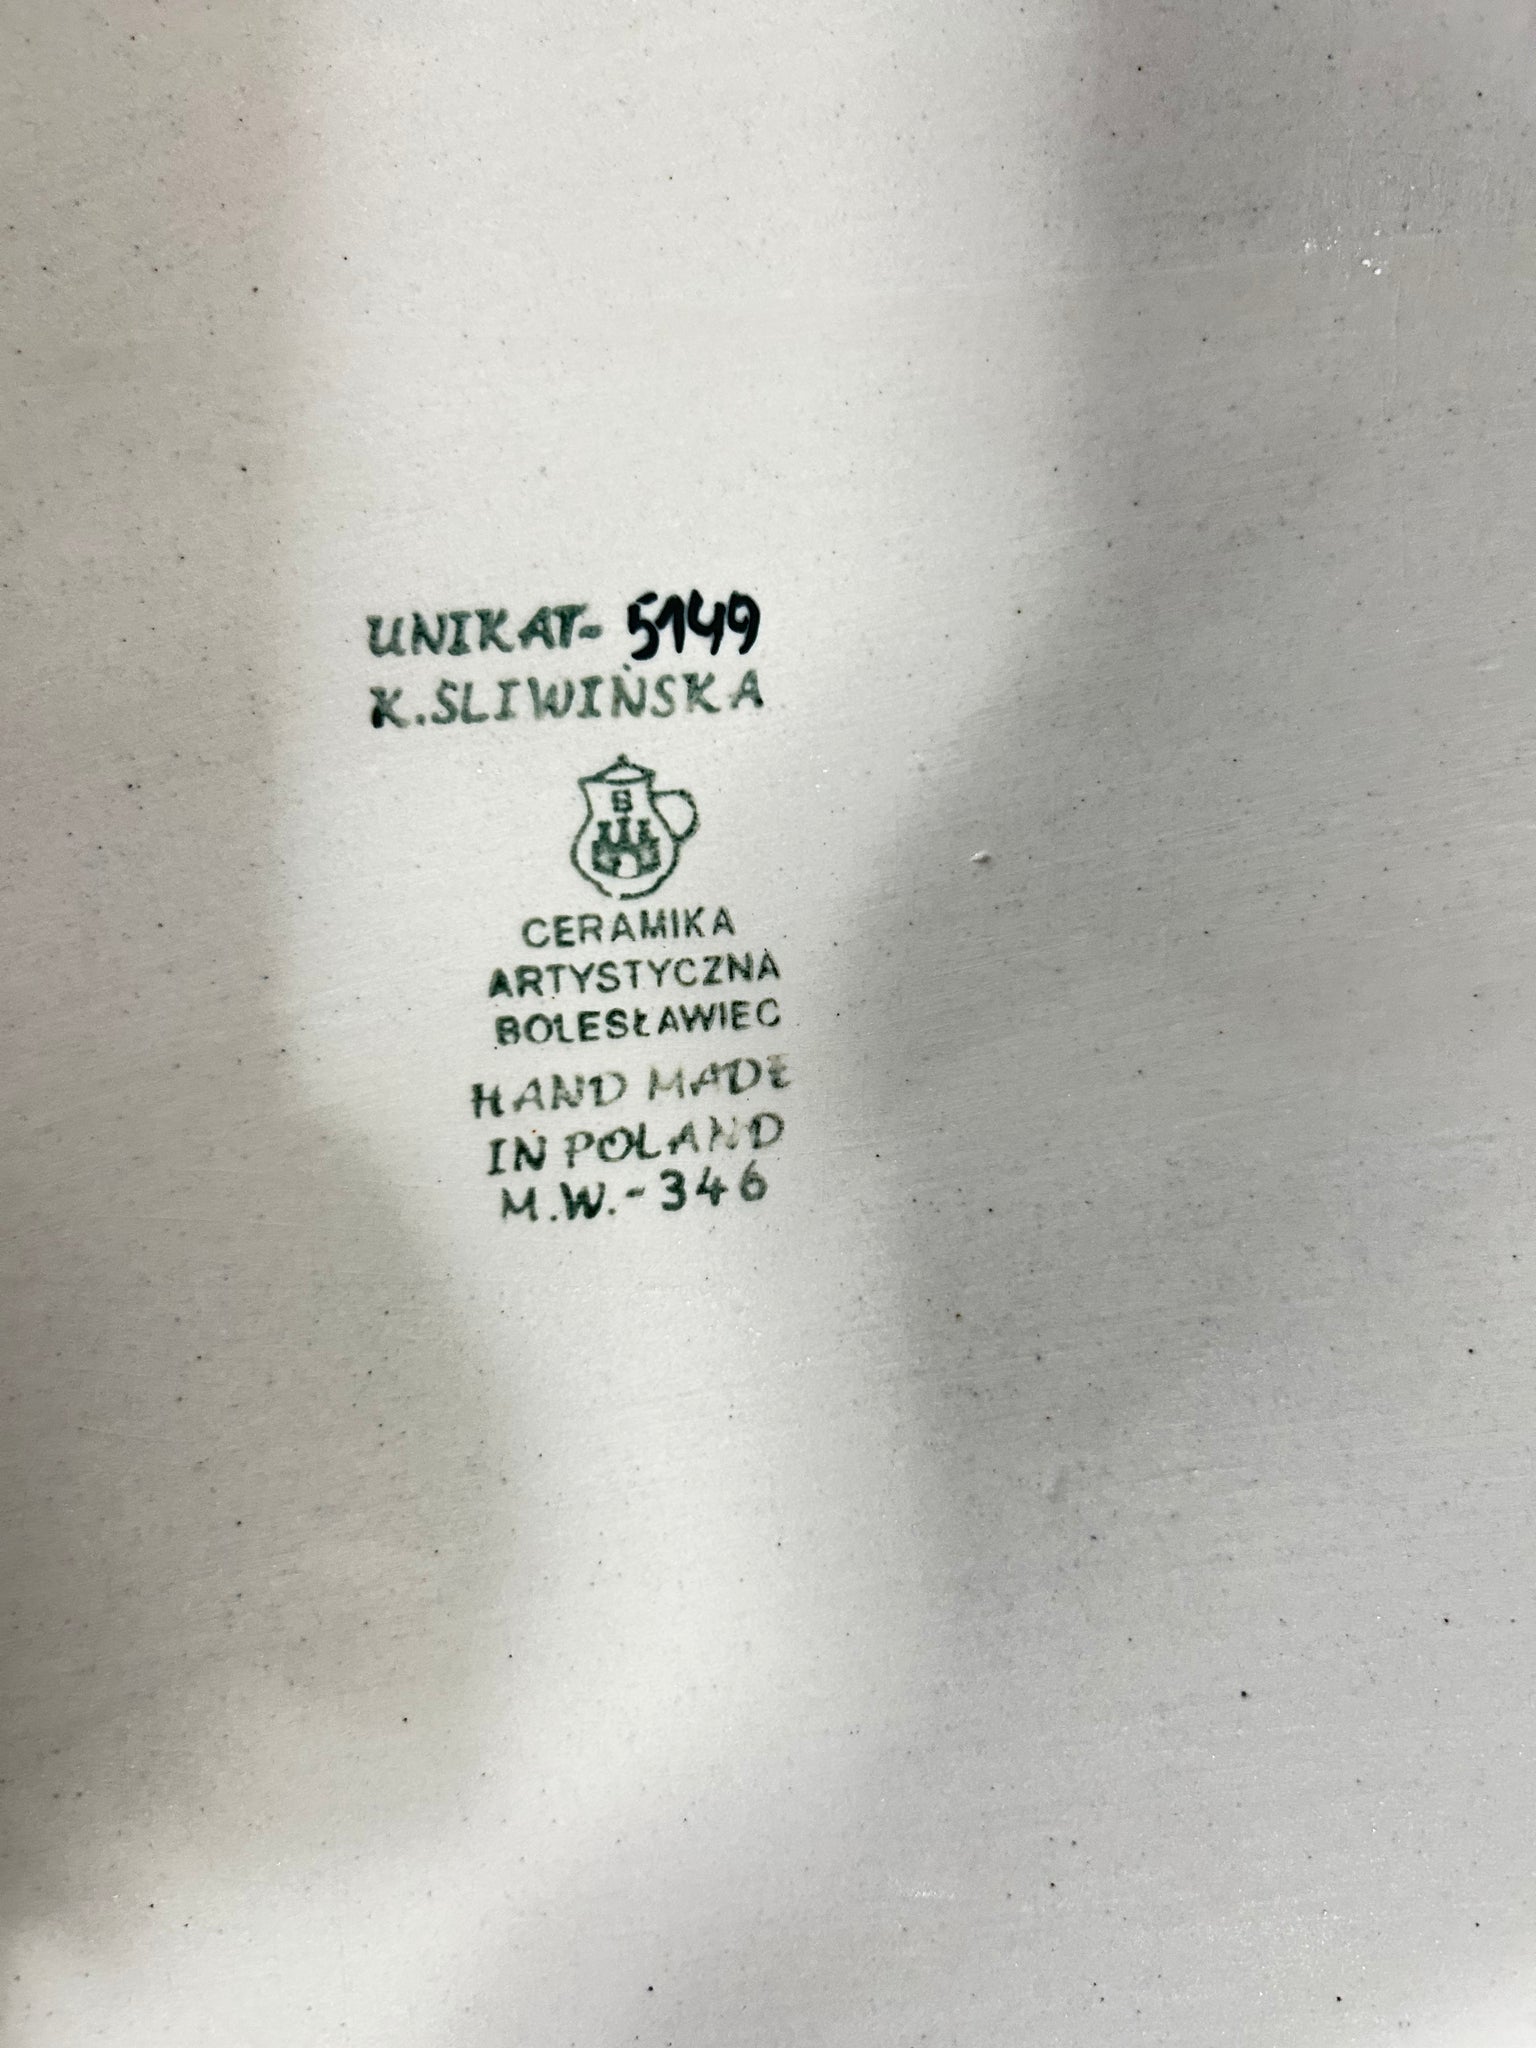 UNIKAT- 5149
K. SLIWIŃSKA
B
CERAMIKA
ARTYSTYCZNA
BOLESŁAWIEC
HAND MADE
IN POLAND
M.W.-346